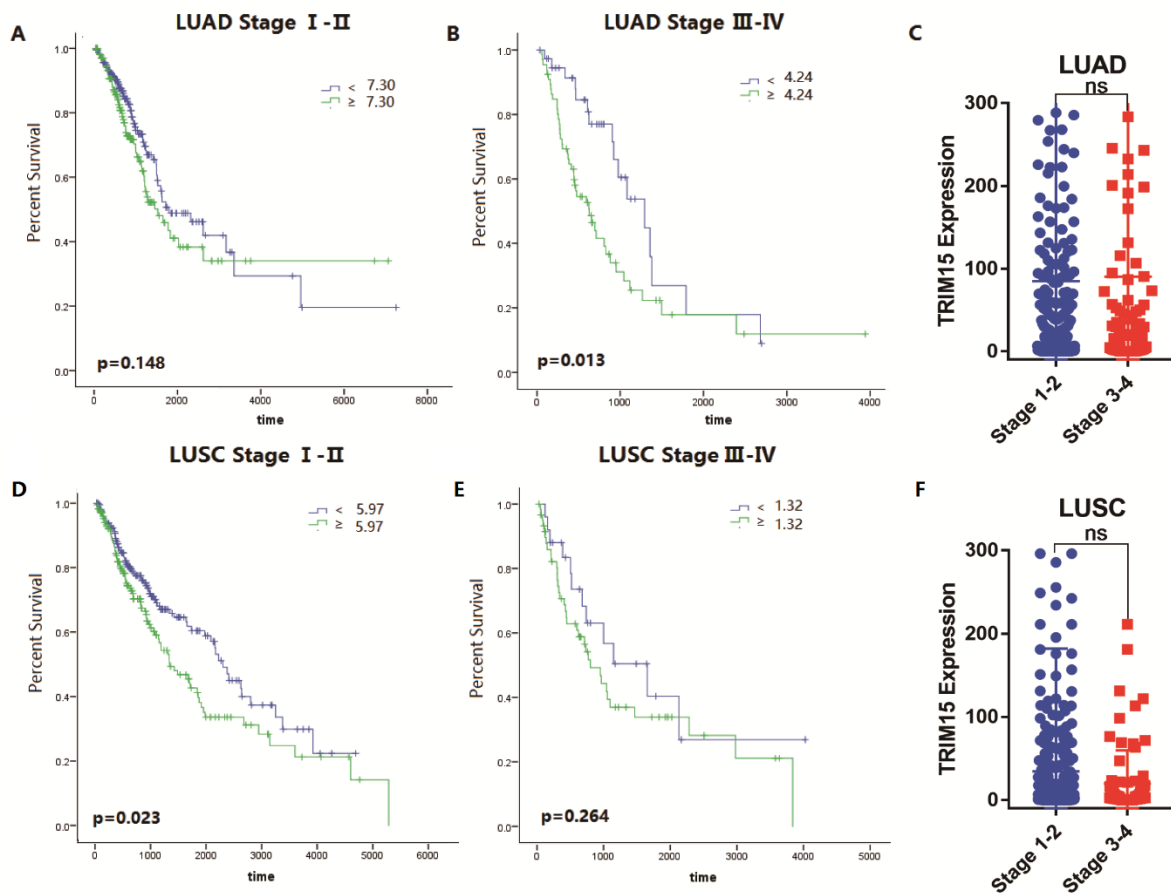 A
LUAD Stage I-II
Percent Survival
1.0
0.8
0.6
0.4
0.2
0.0
< 7.30
≥ 7.30
p=0.148
0 2000 4000 6000 8000
time
B
LUAD Stage III-IV
Percent Survival
1.0
0.8
0.6
0.4
0.2
0.0
< 4.24
≥ 4.24
p=0.013
0 1000 2000 3000 4000
time
C
LUAD
ns
TRIM15 Expression
300
200
100
0
Stage 1-2
Stage 3-4
D
LUSC Stage I-II
Percent Survival
1.0
0.8
0.6
0.4
0.2
0.0
< 5.97
≥ 5.97
p=0.023
0 1000 2000 3000 4000 5000 6000
time
E
LUSC Stage III-IV
Percent Survival
1.0
0.8
0.6
0.4
0.2
0.0
< 1.32
≥ 1.32
p=0.264
0 1000 2000 3000 4000 5000
time
F
LUSC
ns
TRIM15 Expression
300
200
100
0
Stage 1-2
Stage 3-4